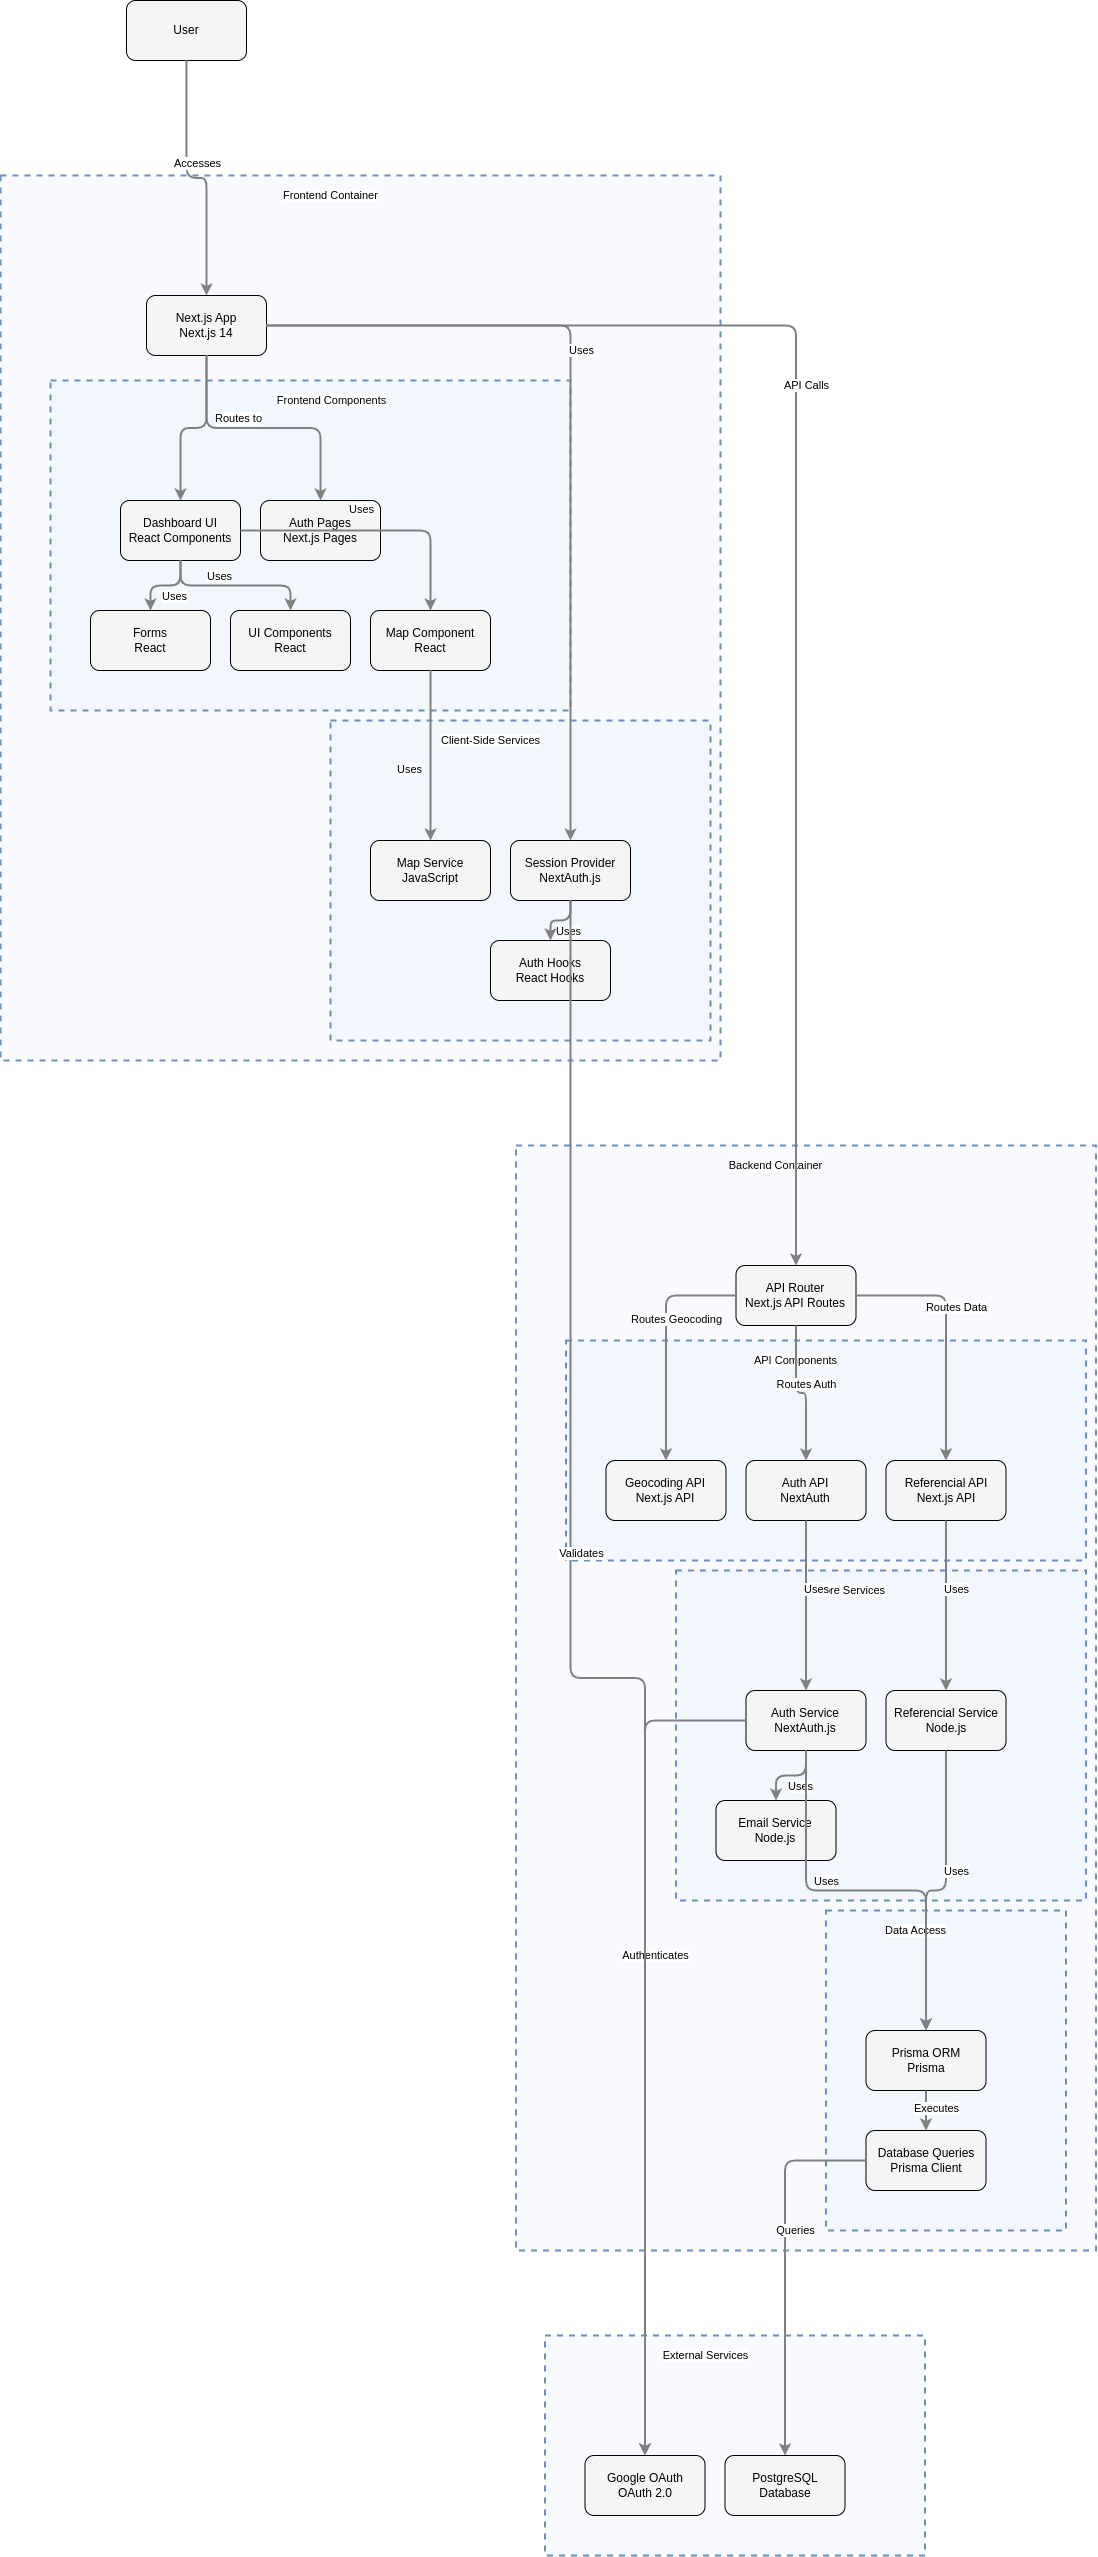 User
Accesses
Frontend Container
Next.js App
Next.js 14
Uses
API Calls
Frontend Components
Routes to
Dashboard UI
React Components
Auth Pages
Next.js Pages
Uses
Uses
Uses
Forms
React
UI Components
React
Map Component
React
Client-Side Services
Uses
Map Service
JavaScript
Session Provider
NextAuth.js
Uses
Auth Hooks
React Hooks
Backend Container
API Router
Next.js API Routes
Routes Geocoding
Routes Data
API Components
Routes Auth
Geocoding API
Next.js API
Auth API
NextAuth
Referencial API
Next.js API
Validates
Uses
re Services
Uses
Auth Service
NextAuth.js
Referencial Service
Node.js
Uses
Email Service
Node.js
Uses
Uses
Data Access
Authenticates
Prisma ORM
Prisma
Executes
Database Queries
Prisma Client
Queries
External Services
Google OAuth
OAuth 2.0
PostgreSQL
Database